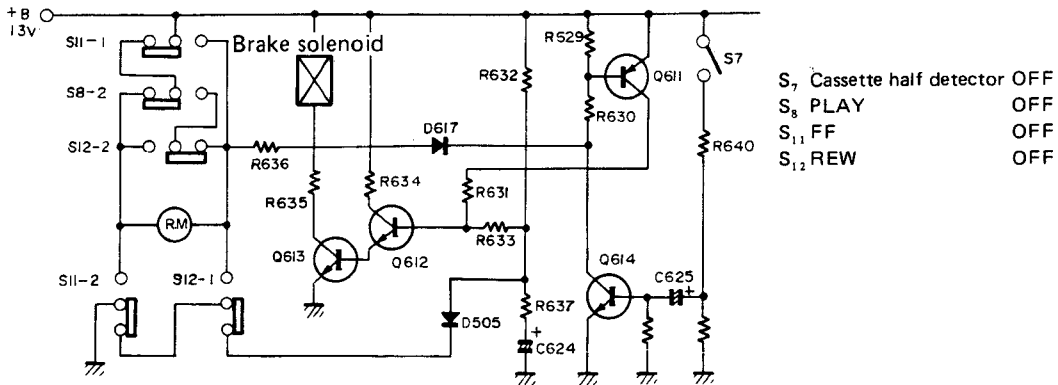 +B
13V
S11-1
Brake solenoid
R529
R632
Q611
S7
S8-2
S12-2
D617
R630
R636
R640
R634
R631
R635
R.M
R633
Q613
Q612
Q614
C625
S11-2
S12-1
R637
D505
C624
S₇ Cassette half detector OFF
S₈ PLAY OFF
S₁₁ FF OFF
S₁₂ REW OFF